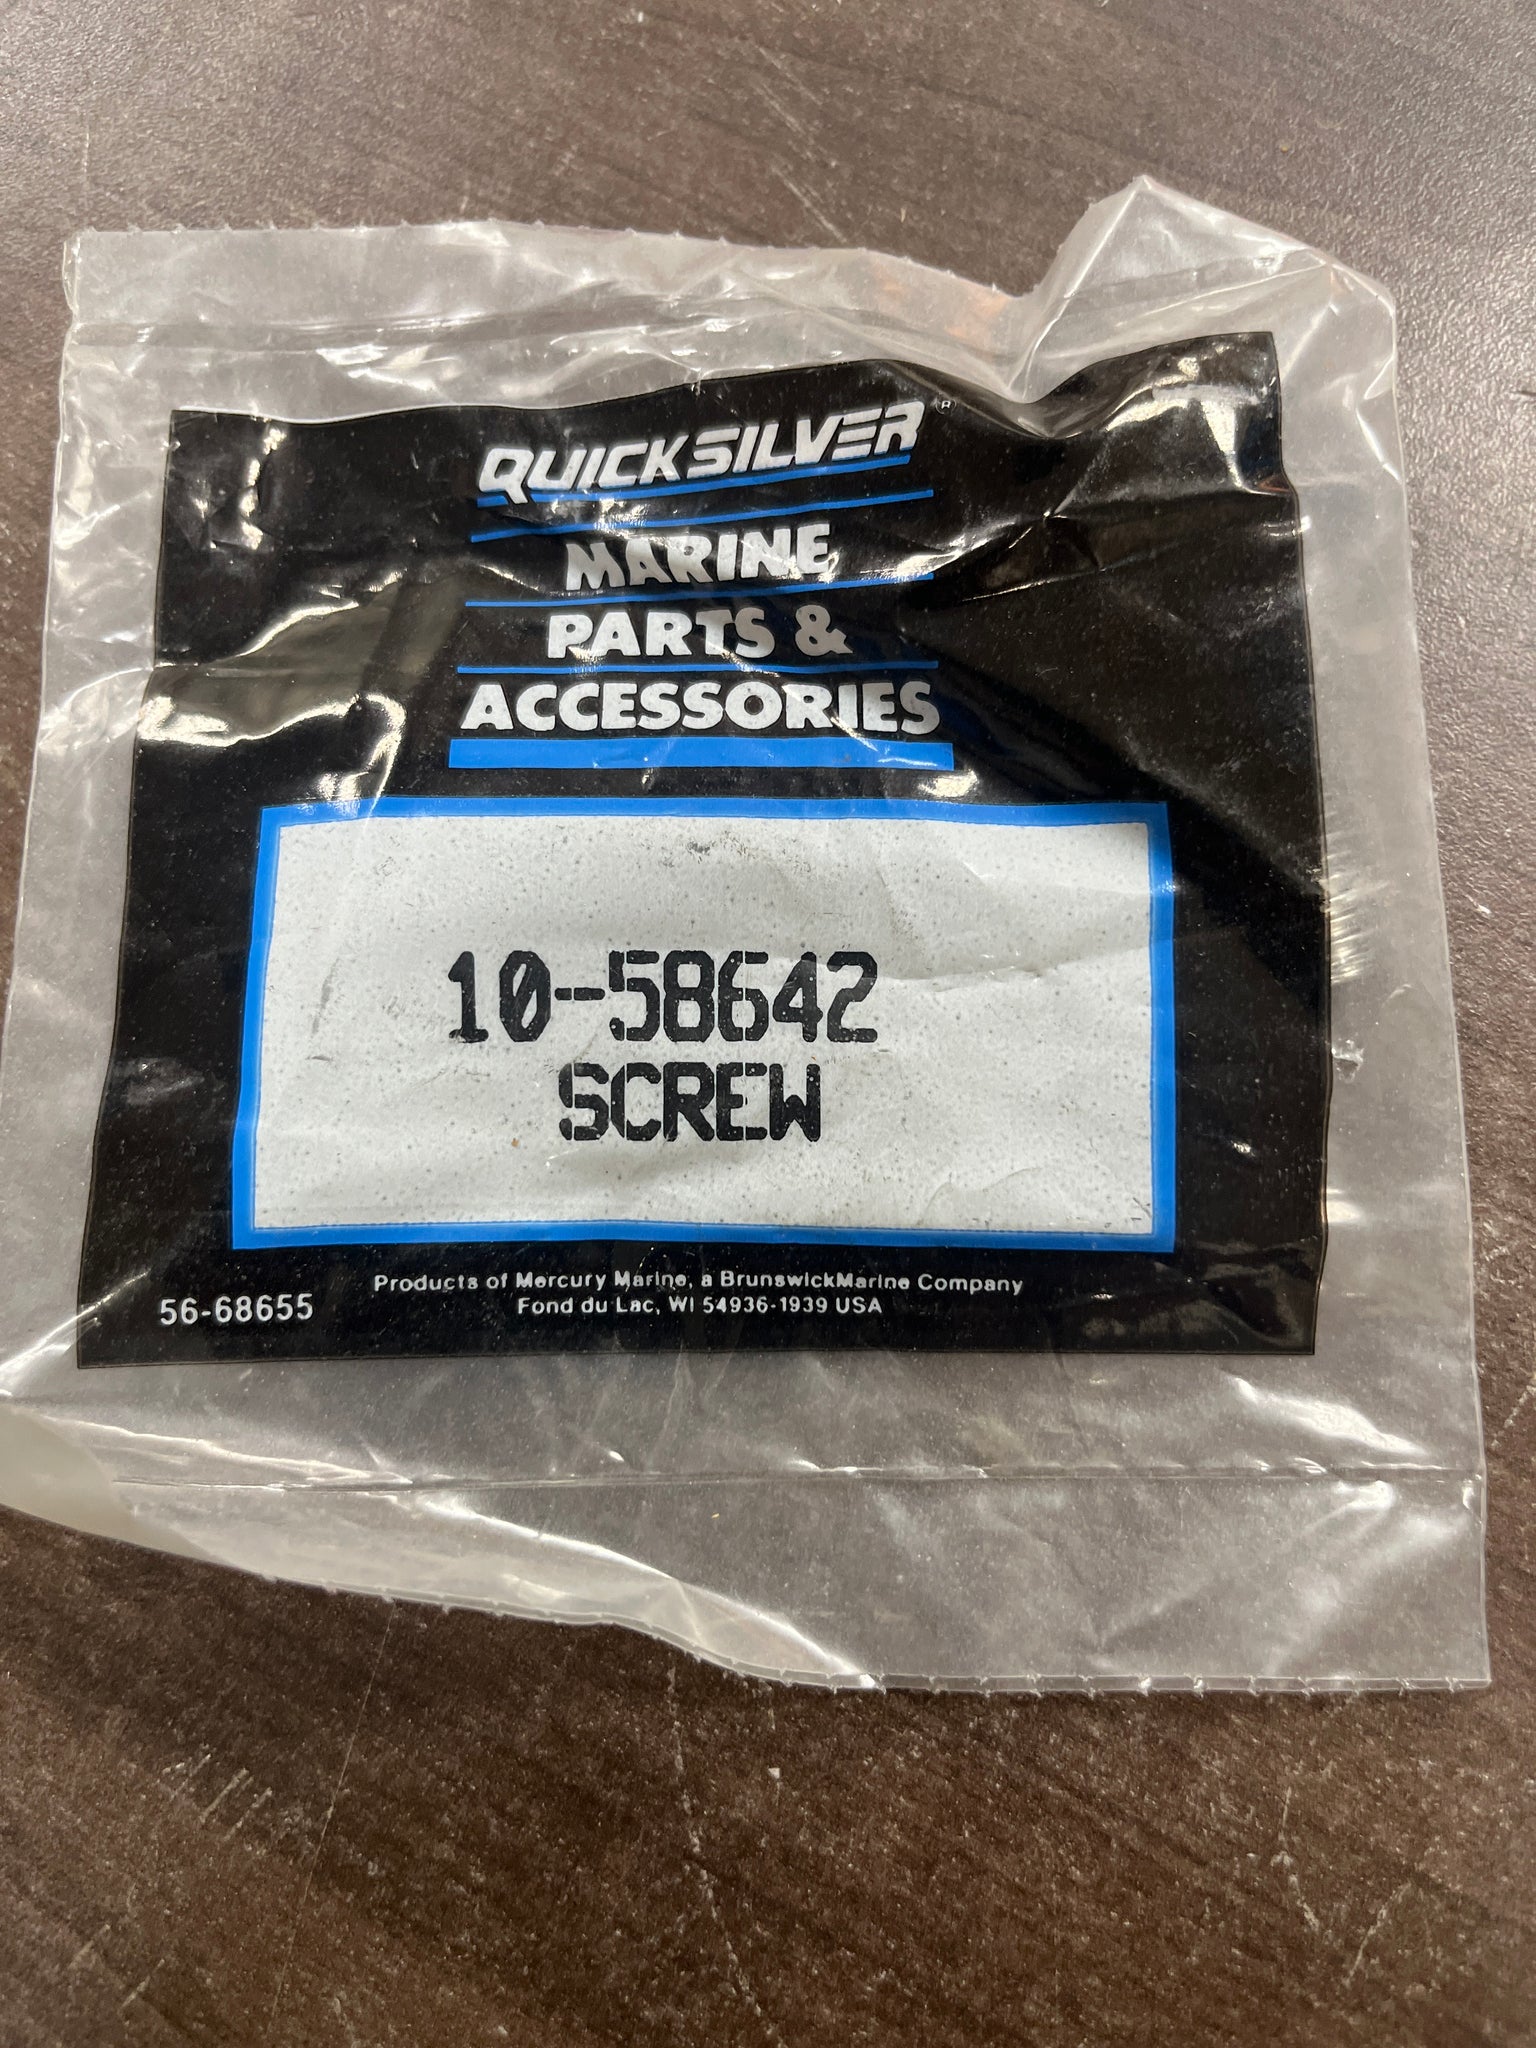 QUICKSILVER®
MARINE
PARTS &
ACCESSORIES
10-58642
SCREW
Products of Mercury Marine, a BrunswickMarine Company
Fond du Lac, WI 54936-1939 USA
56-68655